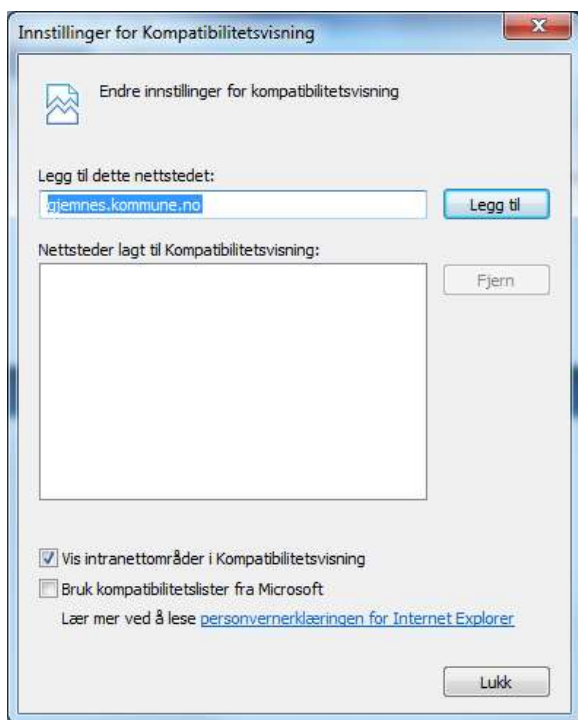 Innstillinger for Kompatibilitetsvisning
Endre innstillinger for kompatibilitetsvisning
Legg til dette nettstedet:
gjemnes.kommune.no
Legg til
Nettsteder lagt til Kompatibilitetsvisning:
Fjern
Vis intranettområder i Kompatibilitetsvisning
Bruk kompatibilitetslister fra Microsoft
Lær mer ved å lese personvernerklæringen for Internet Explorer
Lukk